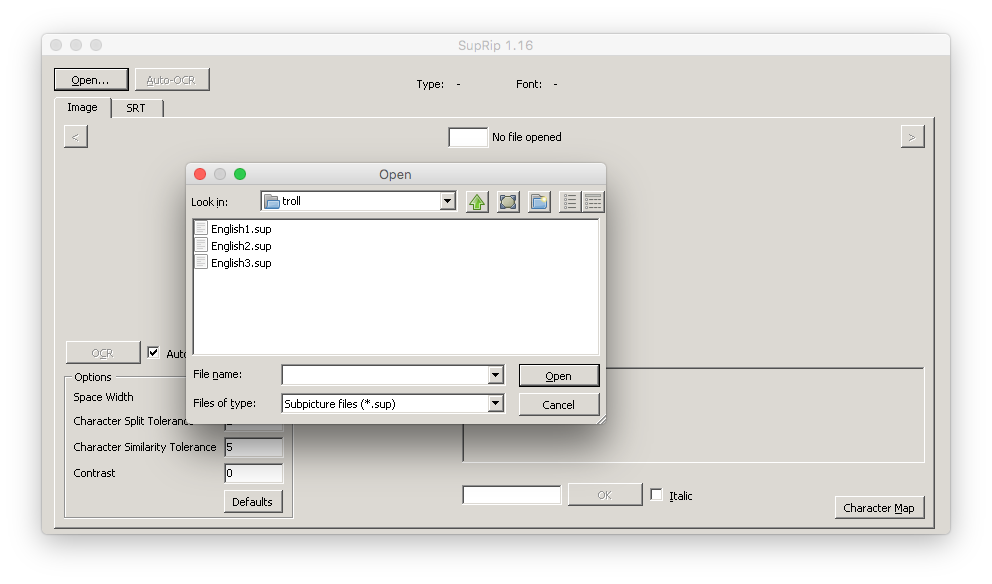 SupRip 1.16
Open...
Auto-OCR
Type: -
Font: -
Image
SRT
<
No file opened
>
Open
Look in:
troll
English1.sup
English2.sup
English3.sup
File name:
Open
Files of type:
Subpicture files (*.sup)
Cancel
OCR
Auto
Options
Space Width
Character Split Tolerance
Character Similarity Tolerance
5
Contrast
0
Defaults
OK
Italic
Character Map